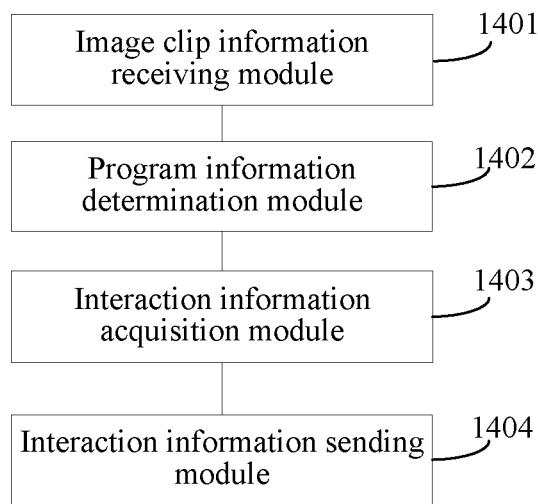 Image clip information
receiving module
1401
Program information
determination module
1402
Interaction information
acquisition module
1403
Interaction information sending
module
1404